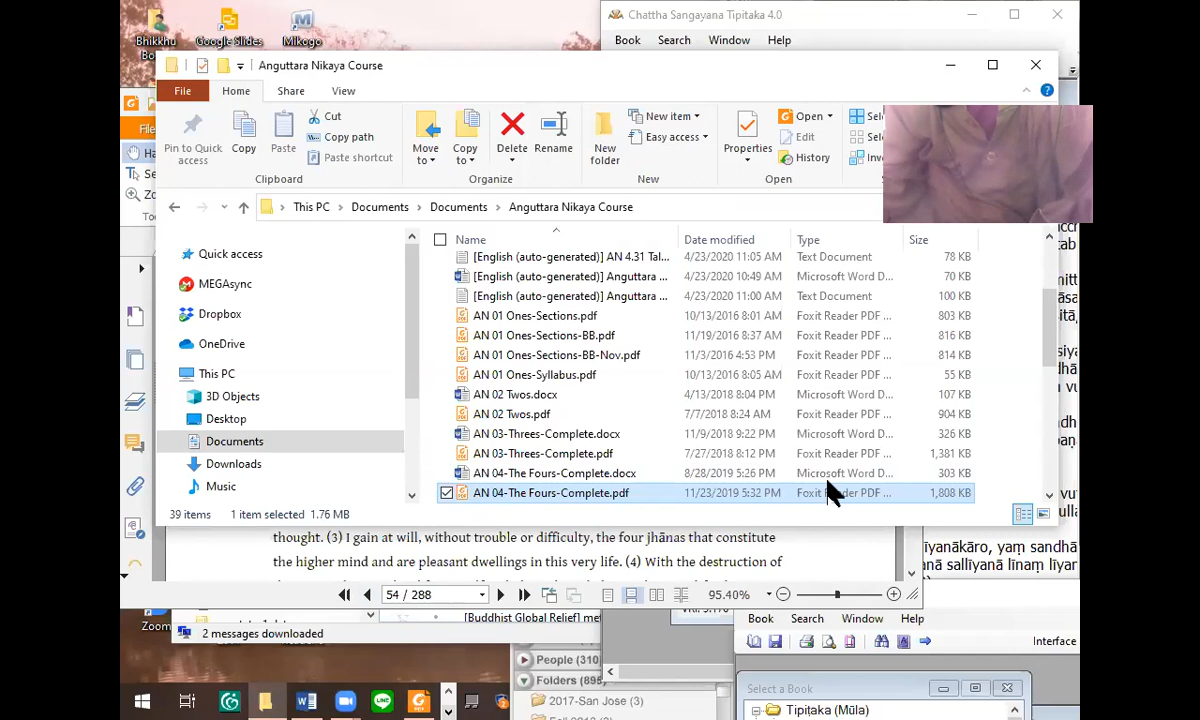 Chattha Sangayana Tipitaka 4.0
Bhikkhu
Bo
Google Slides
Mikogo
Book Search Window Help
Anguttara Nikaya Course
File Home Share View
Pin to Quick access
Copy
Paste
Cut
Copy path
Paste shortcut
Clipboard
Move to
Copy to
Delete
Rename
Organize
New folder
New item
Easy access
New
Properties
Open
Edit
History
Open
This PC > Documents > Documents > Anguttara Nikaya Course
Name Date modified Type Size
[English (auto-generated)] AN 4.31 Tal... 4/23/2020 11:05 AM Text Document 78 KB
[English (auto-generated)] Anguttara ... 4/23/2020 10:49 AM Microsoft Word D... 70 KB
[English (auto-generated)] Anguttara ... 4/23/2020 11:00 AM Text Document 100 KB
AN 01 Ones-Sections.pdf 10/13/2016 8:01 AM Foxit Reader PDF ... 803 KB
AN 01 Ones-Sections-BB.pdf 11/19/2016 8:37 AM Foxit Reader PDF ... 816 KB
AN 01 Ones-Sections-BB-Nov.pdf 11/3/2016 4:53 PM Foxit Reader PDF ... 814 KB
AN 01 Ones-Syllabus.pdf 10/13/2016 8:05 AM Foxit Reader PDF ... 55 KB
AN 02 Twos.docx 4/13/2018 8:04 PM Microsoft Word D... 107 KB
AN 02 Twos.pdf 7/7/2018 8:24 AM Foxit Reader PDF ... 904 KB
AN 03-Threes-Complete.docx 11/9/2018 9:22 PM Microsoft Word D... 326 KB
AN 03-Threes-Complete.pdf 7/27/2018 8:12 PM Foxit Reader PDF ... 1,381 KB
AN 04-The Fours-Complete.docx 8/28/2019 5:26 PM Microsoft Word D... 303 KB
AN 04-The Fours-Complete.pdf 11/23/2019 5:32 PM Foxit Reader PDF ... 1,808 KB
Quick access
MEGAsync
Dropbox
OneDrive
This PC
3D Objects
Desktop
Documents
Downloads
Music
39 items 1 item selected 1.76 MB
thought. (3) I gain at will, without trouble or difficulty, the four jhānas that constitute
the higher mind and are pleasant dwellings in this very life. (4) With the destruction of
īyanākāro, yaṃ sandhā
anā sallīyanā līnaṃ līyar
54 / 288
95.40%
Zoom
[Buddhist Global Relief] met
2 messages downloaded
Book Search Window Help
Interface
People (310)
Folders (895)
2017-San Jose (3)
Select a Book
Tipiṭaka (Mūla)